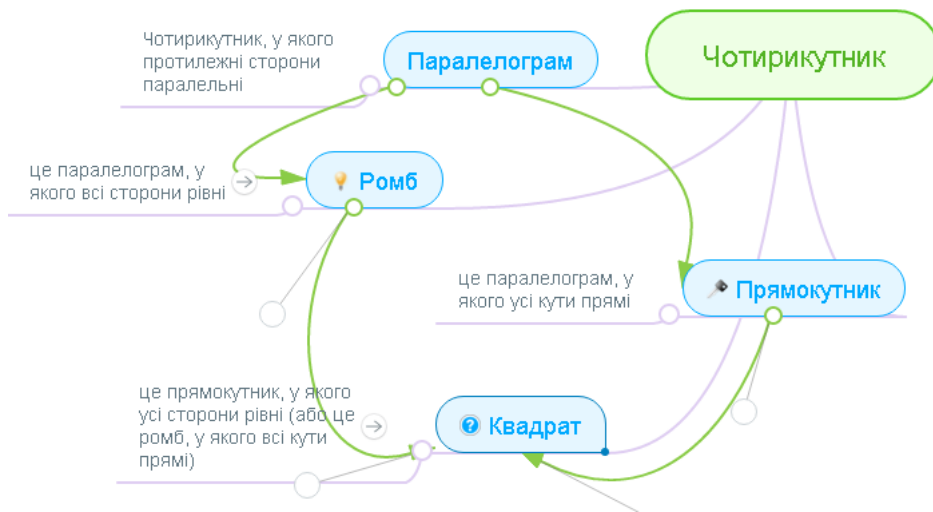 Чотирикутник, у якого
протилежні сторони
паралельні
Паралелограм
Чотирикутник
це паралелограм, у
якого всі сторони рівні
Ромб
це паралелограм, у
якого усі кути прямі
Прямокутник
це прямокутник, у якого
усі сторони рівні (або це
ромб, у якого всі кути
прямі)
Квадрат